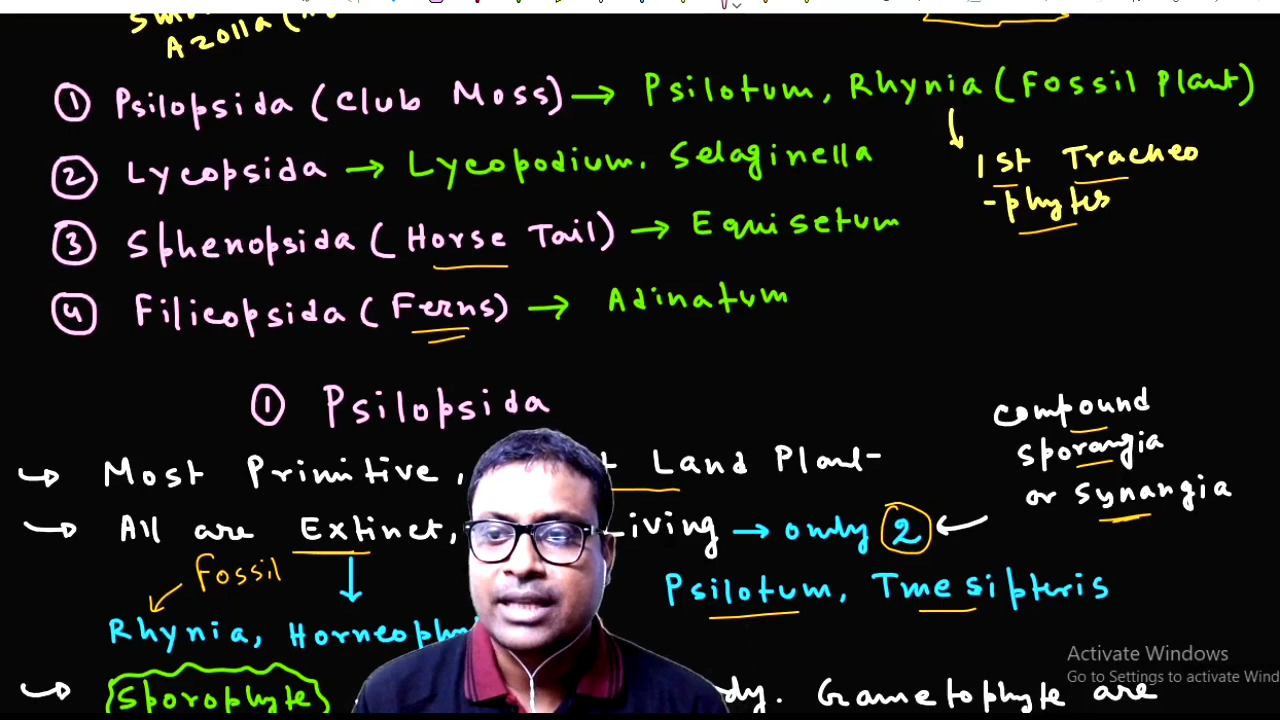 Azolla
① Psilopsida (Club Moss) → Psilotum, Rhynia (Fossil Plant)
1st Tracheo
-phytes
② Lycopsida → Lycopodium. Selaginella
③ Sphenopsida (Horse Tail) → Equisetum
④ Filicopsida (Ferns) → Adinatum
① Psilopsida
compound
sporangia
or synangia
↪ Most Primitive, Land Plant-
↪ All are Extinct, Living → only 2
Fossil
Psilotum, Tmesipteris
Rhynia,
↪ Sporophyte Gametophyte are
Activate Windows
Go to Settings to activate Wind